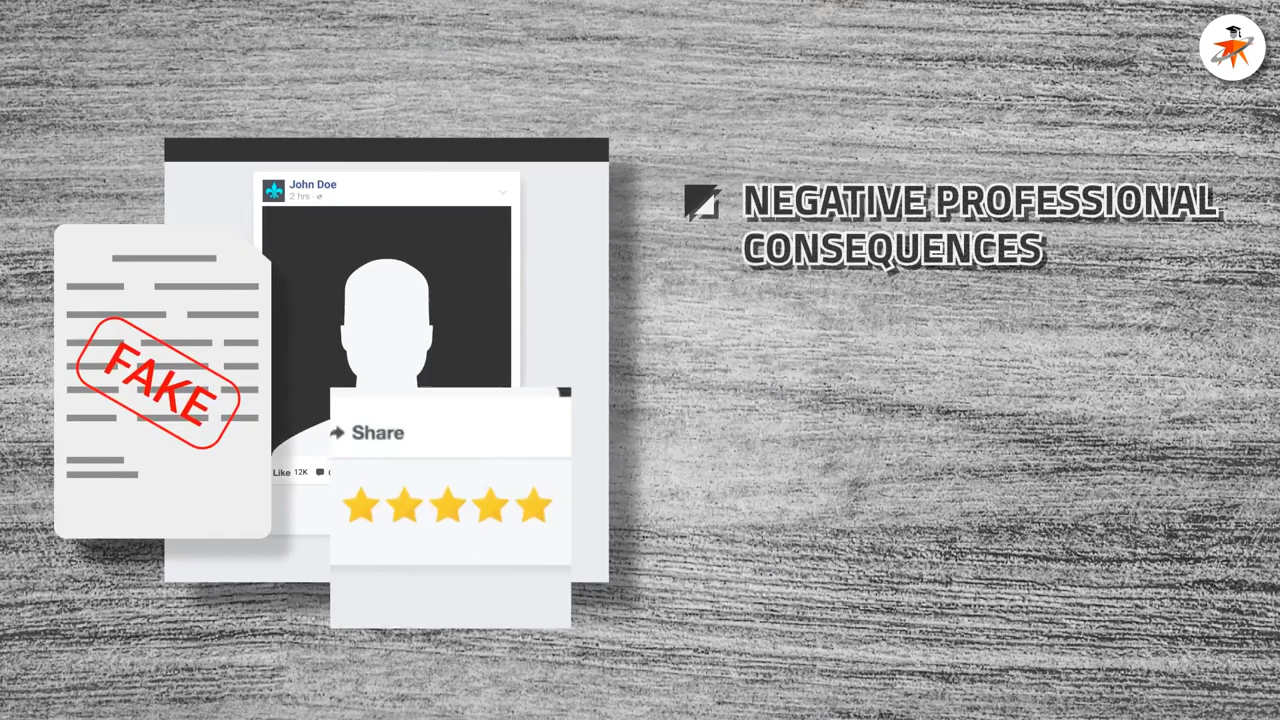 John Doe
2 hrs ·
FAKE
Share
Like 12K
NEGATIVE PROFESSIONAL
CONSEQUENCES